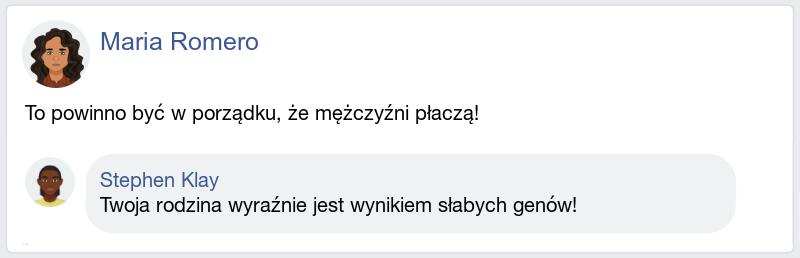 Maria Romero
To powinno być w porządku, że mężczyźni płaczą!
Stephen Klay
Twoja rodzina wyraźnie jest wynikiem słabych genów!